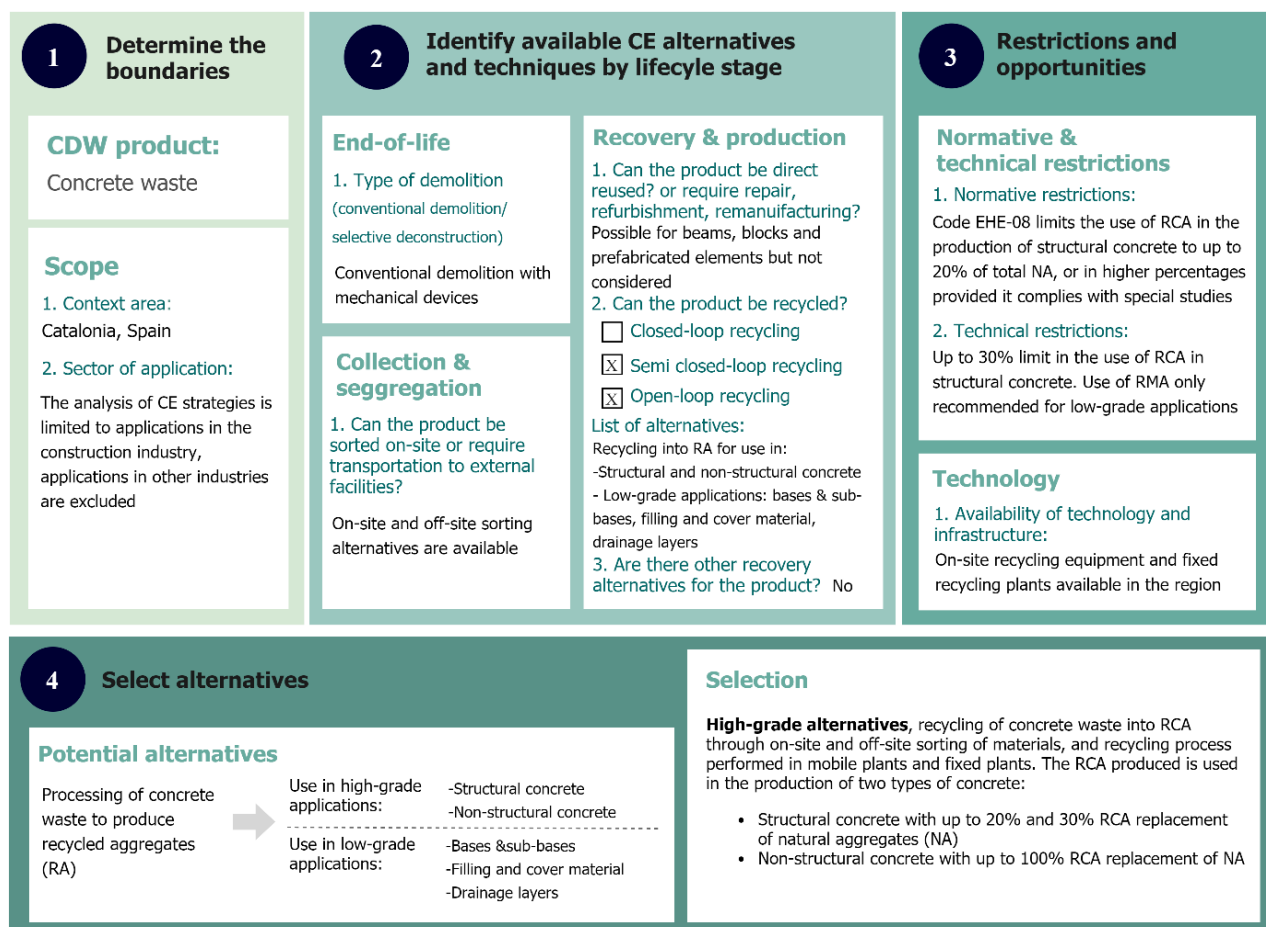 1
Determine the
boundaries
CDW product:
Concrete waste
Scope
1. Context area:
Catalonia, Spain
2. Sector of application:
The analysis of CE strategies is
limited to applications in the
construction industry,
applications in other industries
are excluded
2
Identify available CE alternatives
and techniques by lifecyle stage
End-of-life
1. Type of demolition
(conventional demolition/
selective deconstruction)
Conventional demolition with
mechanical devices
Collection &
seggregation
1. Can the product be
sorted on-site or require
transportation to external
facilities?
On-site and off-site sorting
alternatives are available
Recovery & production
1. Can the product be direct
reused? or require repair,
refurbishment, remanuifacturing?
Possible for beams, blocks and
prefabricated elements but not
considered
2. Can the product be recycled?
Closed-loop recycling
X Semi closed-loop recycling
X Open-loop recycling
List of alternatives:
Recycling into RA for use in:
-Structural and non-structural concrete
- Low-grade applications: bases & sub-
bases, filling and cover material,
drainage layers
3. Are there other recovery
alternatives for the product? No
3
Restrictions and
opportunities
Normative &
technical restrictions
1. Normative restrictions:
Code EHE-08 limits the use of RCA in the
production of structural concrete to up to
20% of total NA, or in higher percentages
provided it complies with special studies
2. Technical restrictions:
Up to 30% limit in the use of RCA in
structural concrete. Use of RMA only
recommended for low-grade applications
Technology
1. Availability of technology and
infrastructure:
On-site recycling equipment and fixed
recycling plants available in the region
4
Select alternatives
Potential alternatives
Processing of concrete
waste to produce
recycled aggregates
(RA)
Use in high-grade
applications:
-Structural concrete
-Non-structural concrete
Use in low-grade
applications:
-Bases &sub-bases
-Filling and cover material
-Drainage layers
Selection
High-grade alternatives, recycling of concrete waste into RCA
through on-site and off-site sorting of materials, and recycling process
performed in mobile plants and fixed plants. The RCA produced is used
in the production of two types of concrete:
• Structural concrete with up to 20% and 30% RCA replacement
of natural aggregates (NA)
• Non-structural concrete with up to 100% RCA replacement of NA